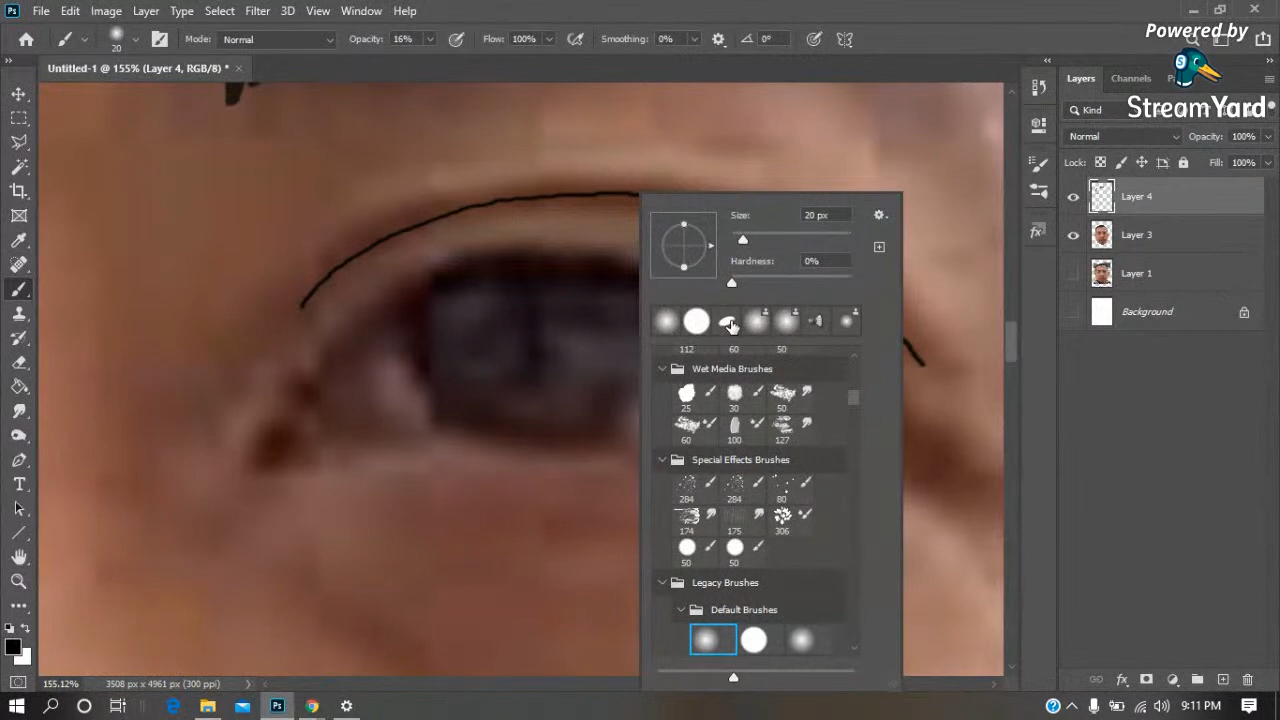 Ps File Edit Image Layer Type Select Filter 3D View Window Help
Powered by
StreamYard
20 Mode: Normal Opacity: 16% Flow: 100% Smoothing: 0% 0°
Untitled-1 @ 155% (Layer 4, RGB/8) * ×
Layers Channels
Kind
Normal Opacity: 100%
Lock: Fill: 100%
Layer 4
Layer 3
Layer 1
Background
Size: 20 px
Hardness: 0%
112 60 50
Wet Media Brushes
25 30 50
60 100 127
Special Effects Brushes
284 284 80
174 175 306
50 50
Legacy Brushes
Default Brushes
155.12% 3508 px x 4961 px (300 ppi)
9:11 PM